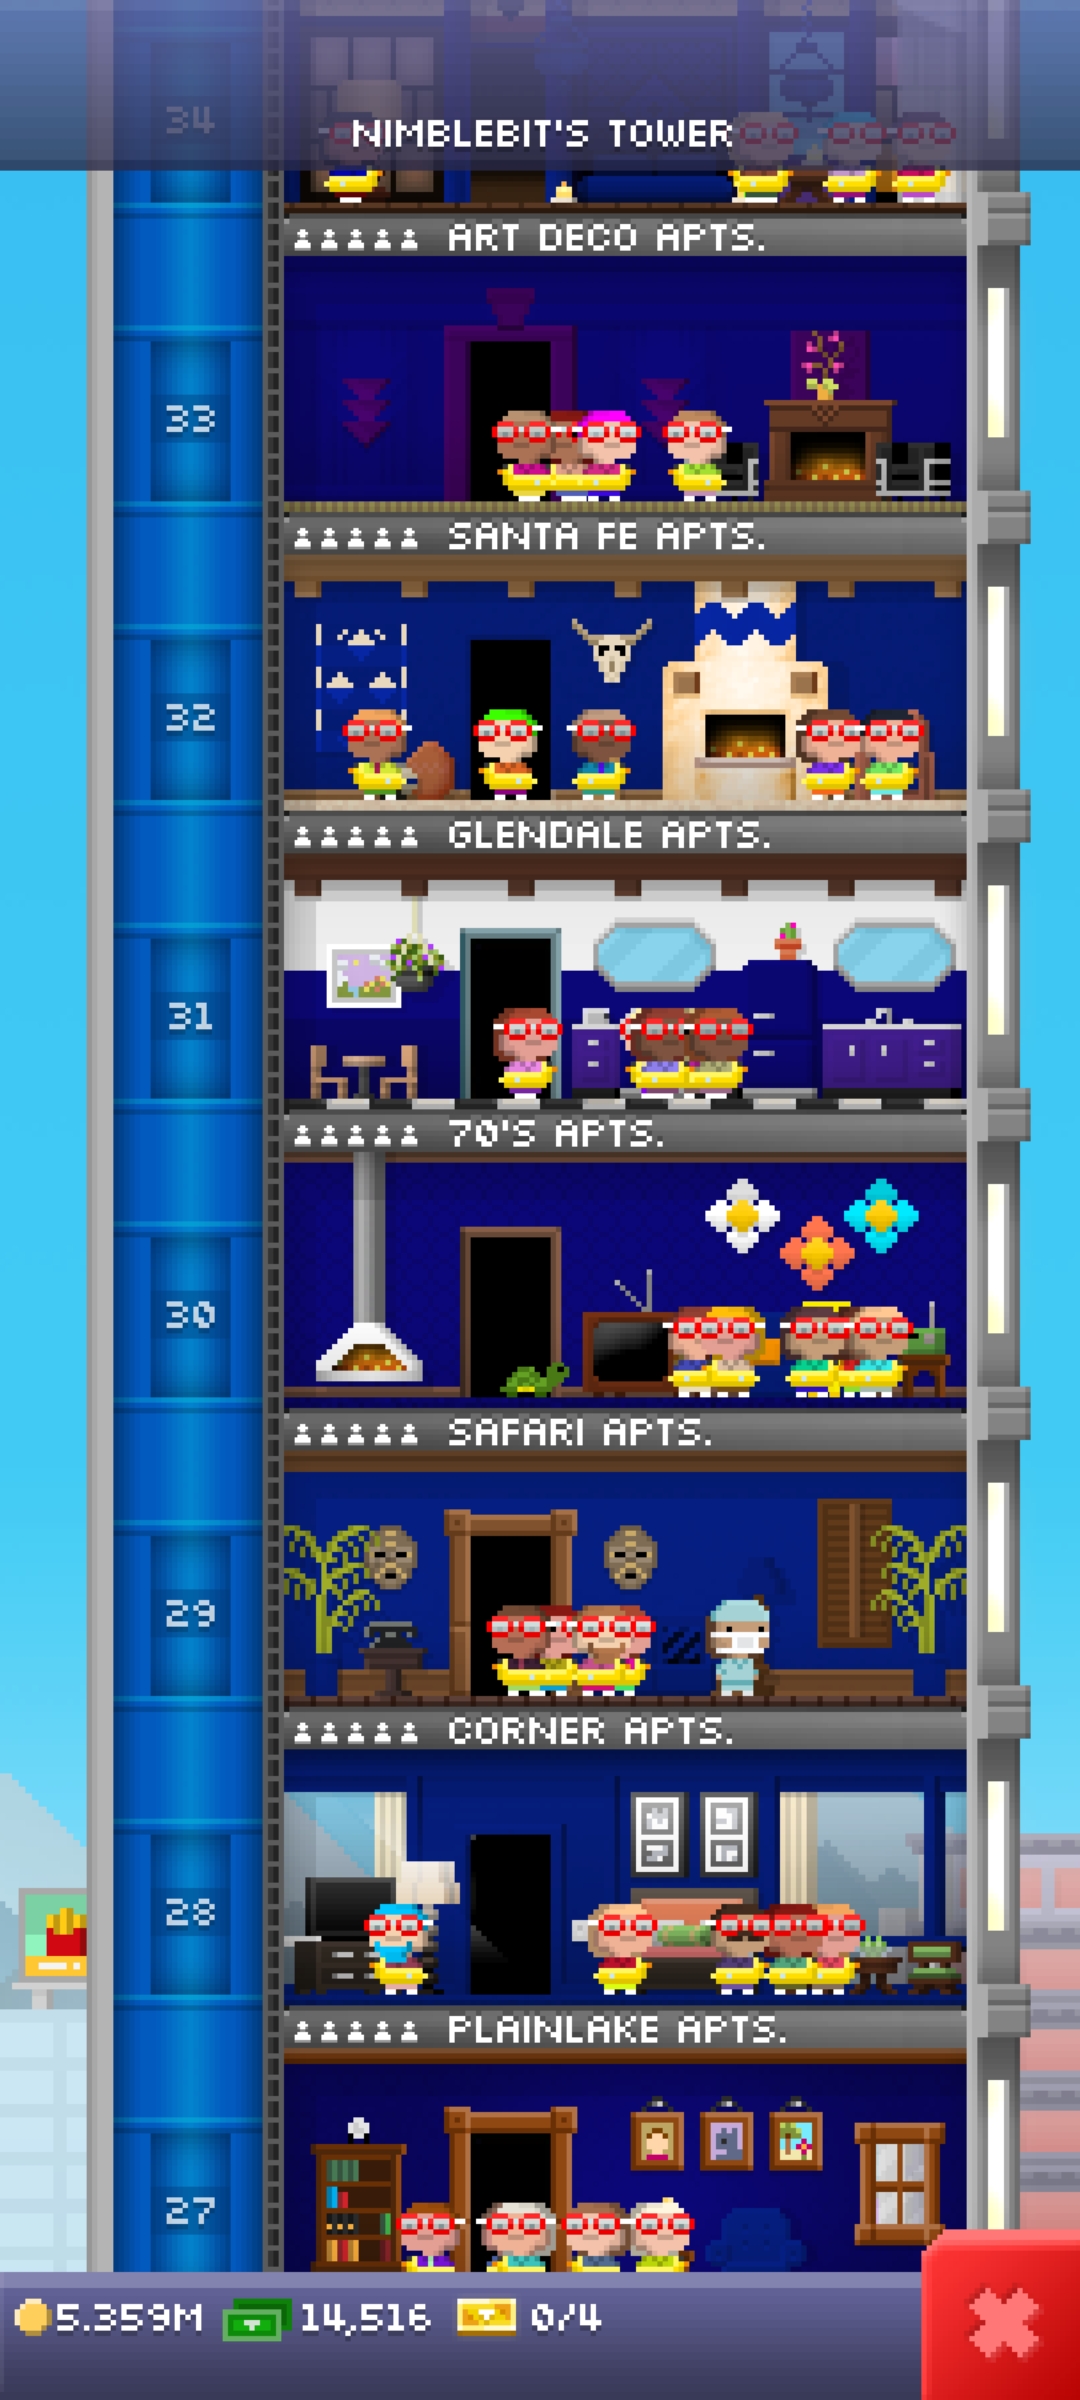 34
NIMBLEBIT'S TOWER
ART DECO APTS.
33
SANTA FE APTS.
32
GLENDALE APTS.
31
70'S APTS.
30
SAFARI APTS.
29
CORNER APTS.
28
PLAINLAKE APTS.
27
5.359M 14,516 0/4